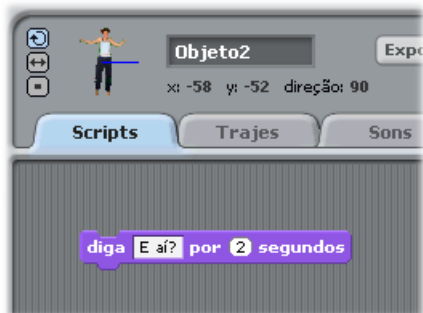 Objeto2
Expo
x: -58 y: -52 direção: 90
Scripts Trajes Sons
diga E aí? por 2 segundos